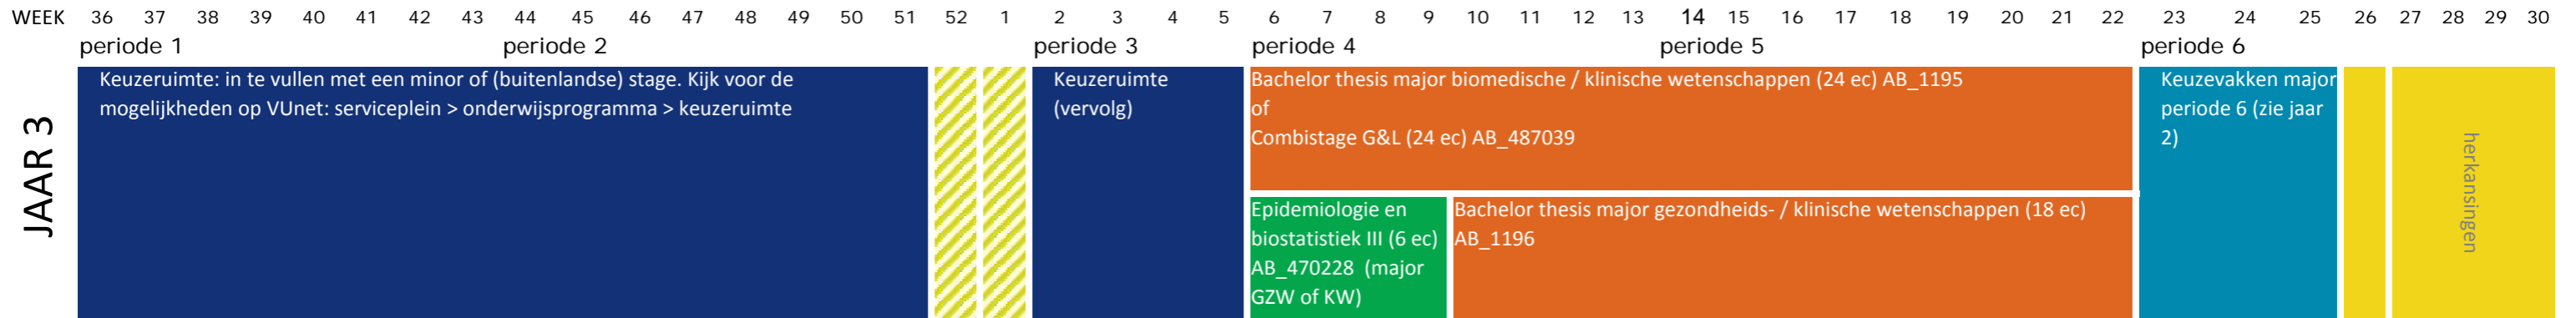 WEEK 36 37 38 39 40 41 42 43 44 45 46 47 48 49 50 51 52 1 2 3 4 5 6 7 8 9 10 11 12 13 14 15 16 17 18 19 20 21 22 23 24 25 26 27 28 29 30
periode 1 periode 2 periode 3 periode 4 periode 5 periode 6
JAAR 3
Keuzeruimte: in te vullen met een minor of (buitenlandse) stage. Kijk voor de
mogelijkheden op VUnet: serviceplein > onderwijsprogramma > keuzeruimte
Keuzeruimte
(vervolg)
Bachelor thesis major biomedische / klinische wetenschappen (24 ec) AB_1195
of
Combistage G&L (24 ec) AB_487039
Epidemiologie en
biostatistiek III (6 ec)
AB_470228 (major
GZW of KW)
Bachelor thesis major gezondheids- / klinische wetenschappen (18 ec)
AB_1196
Keuzevakken major
periode 6 (zie jaar
2)
herkansingen